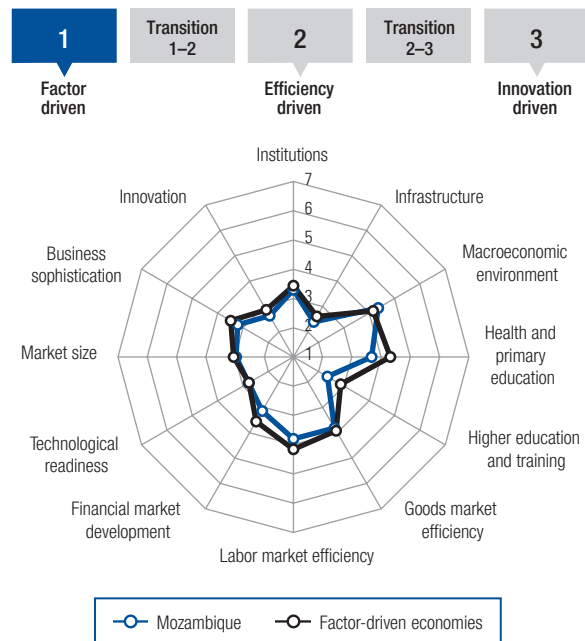 1
Transition
1–2
2
Transition
2–3
3
Factor
driven
Efficiency
driven
Innovation
driven
Institutions
Infrastructure
Macroeconomic
environment
Health and
primary
education
Higher education
and training
Goods market
efficiency
Labor market efficiency
Financial market
development
Technological
readiness
Market size
Business
sophistication
Innovation
7
6
5
4
3
2
1
Mozambique
Factor-driven economies